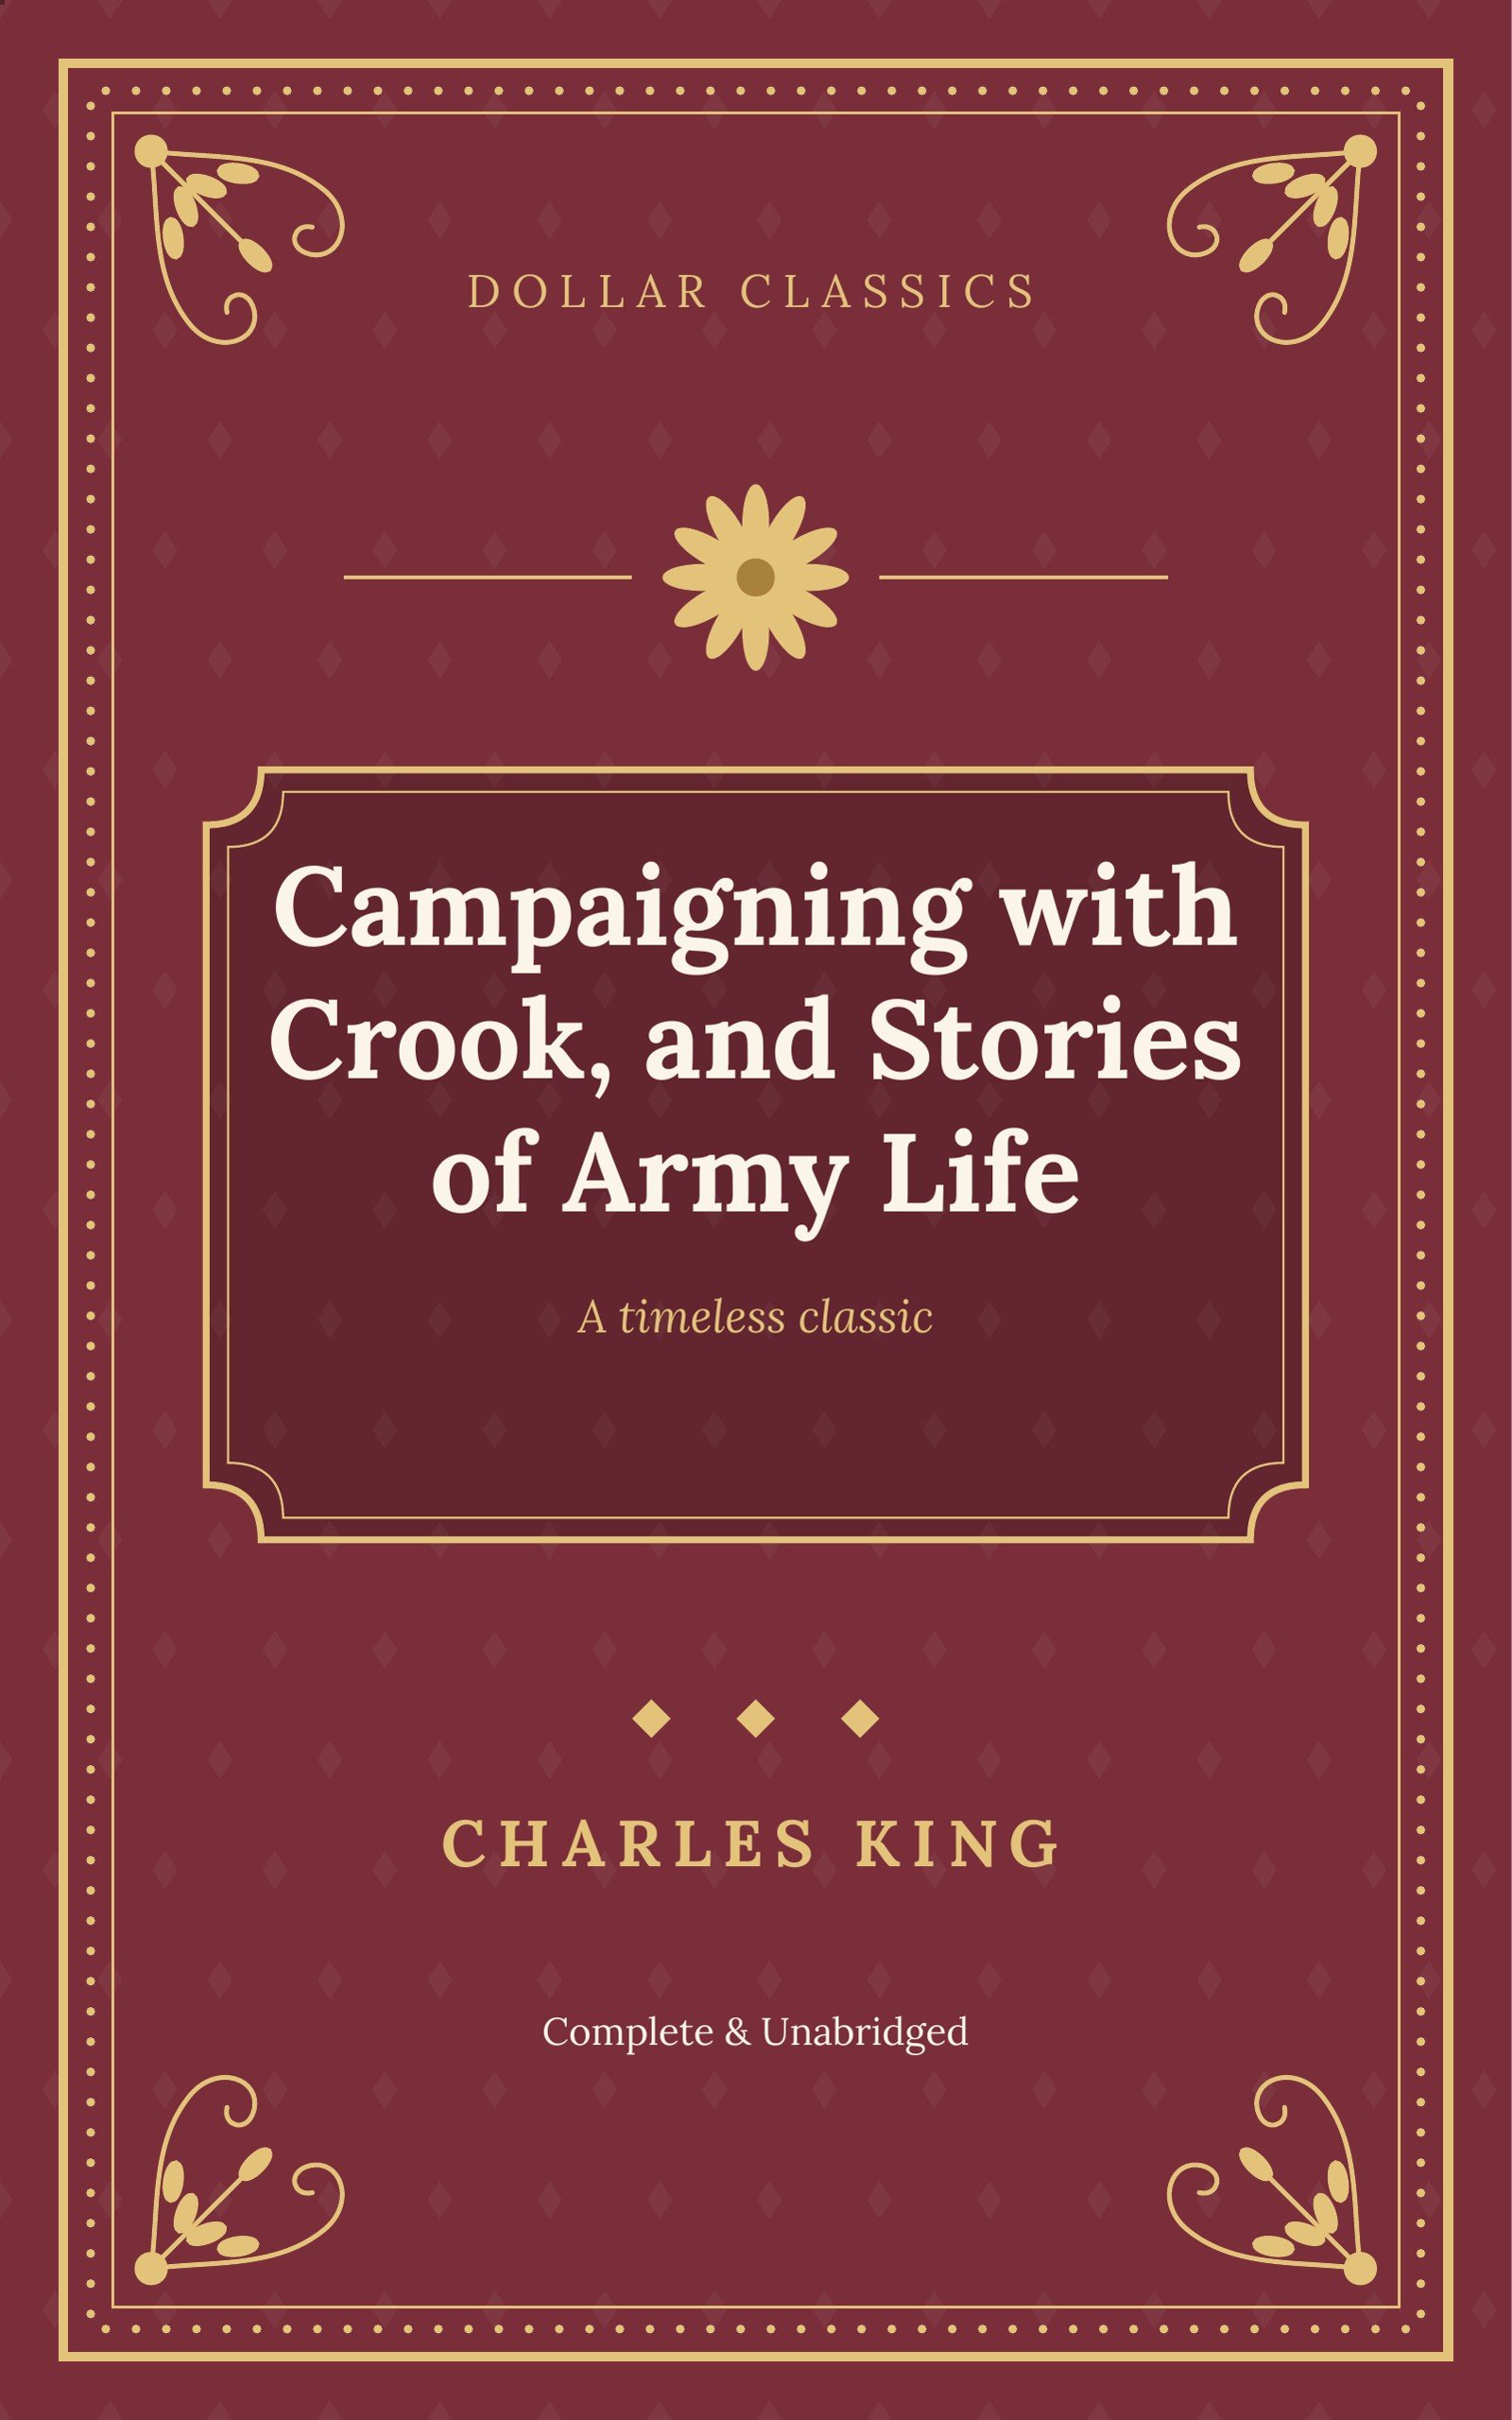 DOLLAR CLASSICS
Campaigning with
Crook, and Stories
of Army Life
A timeless classic
CHARLES KING
Complete & Unabridged